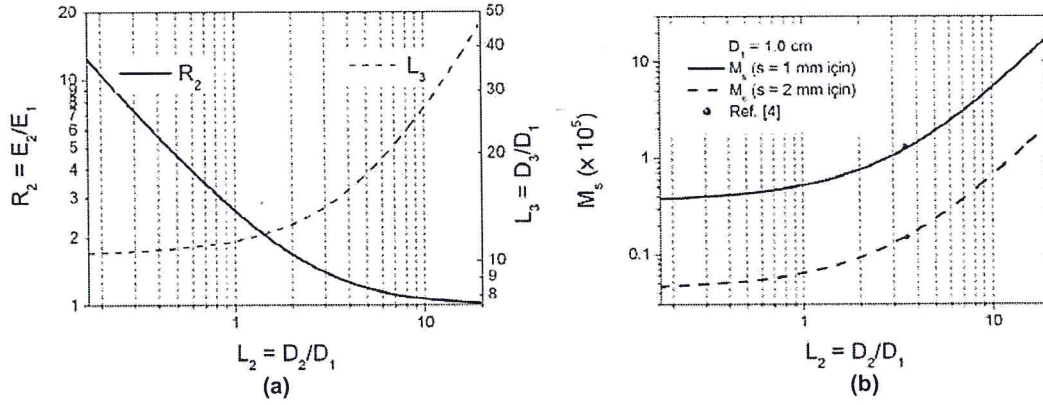 20
10
9
8
7
6
5
4
3
2
1
R₂ = E₂/E₁
R₂
L₃
50
40
30
20
10
9
8
L₃ = D₃/D₁
1
10
L₂ = D₂/D₁
(a)
10
1
0.1
Mₛ (x 10⁵)
D₁ = 1.0 cm
Mₛ (s = 1 mm için)
Mₛ (s = 2 mm için)
Ref. [4]
1
10
L₂ = D₂/D₁
(b)